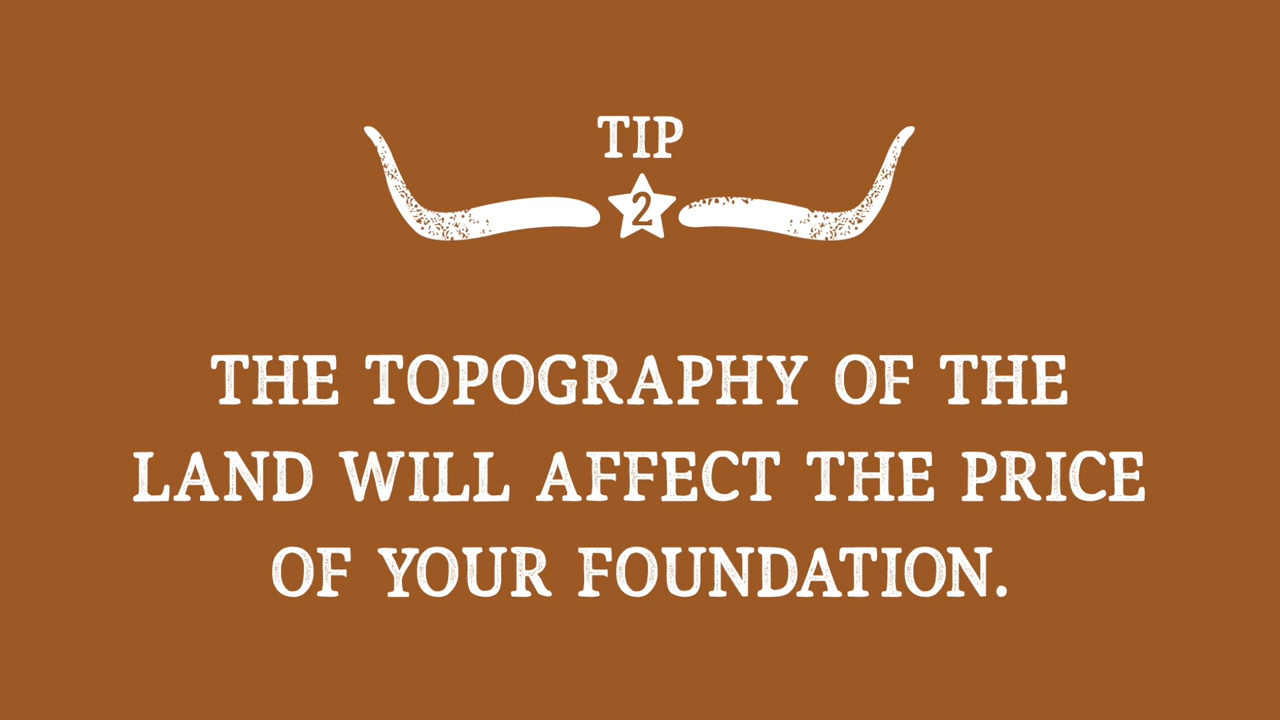 TIP
2
THE TOPOGRAPHY OF THE
LAND WILL AFFECT THE PRICE
OF YOUR FOUNDATION.